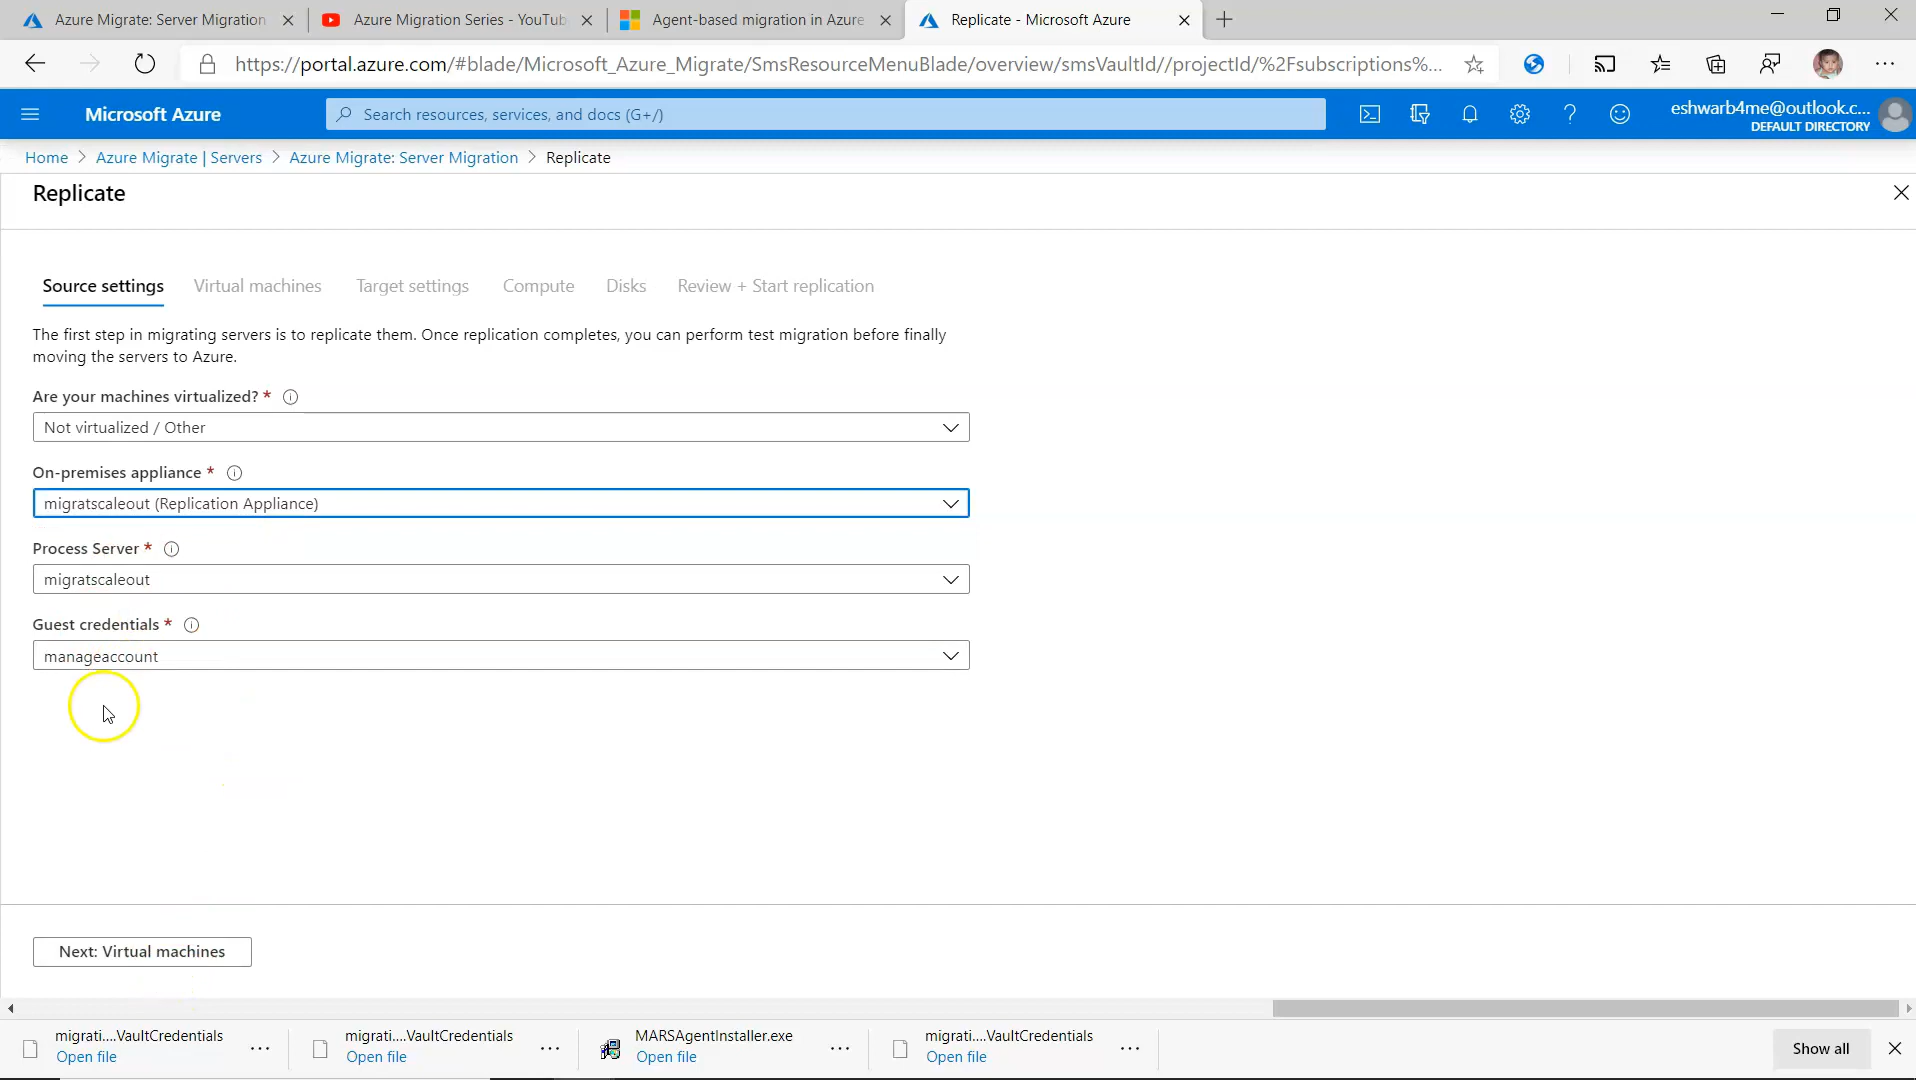 Azure Migrate: Server Migration
Azure Migration Series - YouTub
Agent-based migration in Azure
Replicate - Microsoft Azure
https://portal.azure.com/#blade/Microsoft_Azure_Migrate/SmsResourceMenuBlade/overview/smsVaultId//projectId/%2Fsubscriptions%...
Microsoft Azure
Search resources, services, and docs (G+/)
eshwarb4me@outlook.c...
DEFAULT DIRECTORY
Home > Azure Migrate | Servers > Azure Migrate: Server Migration > Replicate
Replicate
Source settings Virtual machines Target settings Compute Disks Review + Start replication
The first step in migrating servers is to replicate them. Once replication completes, you can perform test migration before finally
moving the servers to Azure.
Are your machines virtualized? *
Not virtualized / Other
On-premises appliance *
migratscaleout (Replication Appliance)
Process Server *
migratscaleout
Guest credentials *
manageaccount
Next: Virtual machines
migrati....VaultCredentials
Open file
migrati....VaultCredentials
Open file
MARSAgentInstaller.exe
Open file
migrati....VaultCredentials
Open file
Show all